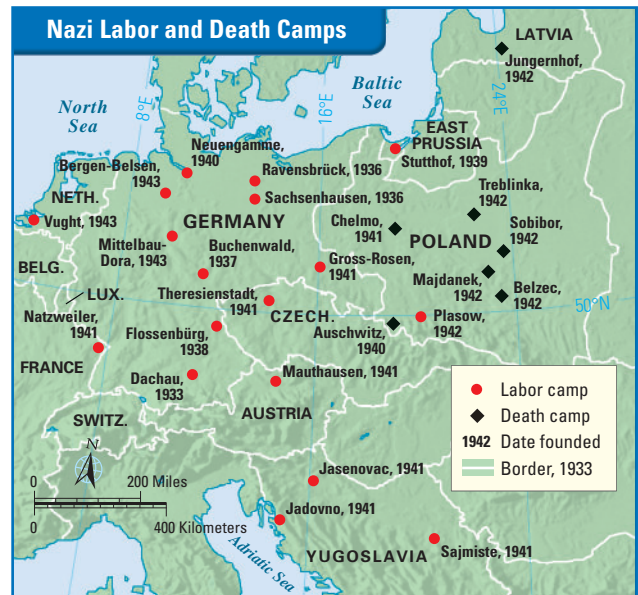 Nazi Labor and Death Camps
LATVIA
Jungernhof,
1942
24°E
Baltic
Sea
16°E
8°E
North
Sea
EAST
PRUSSIA
Stutthof, 1939
Neuengamme,
1940
Bergen-Belsen,
1943
Ravensbrück, 1936
Sachsenhausen, 1936
NETH.
Vught, 1943
GERMANY
Treblinka,
1942
Chelmo,
1941
POLAND
Sobibor,
1942
Mittelbau-
Dora, 1943
Buchenwald,
1937
Gross-Rosen,
1941
Majdanek,
1942
Belzec,
1942
BELG.
LUX.
Theresienstadt,
1941
CZECH.
50°N
Natzweiler,
1941
Flossenbürg,
1938
Auschwitz,
1940
Plasow,
1942
FRANCE
Dachau,
1933
Mauthausen, 1941
AUSTRIA
SWITZ.
Labor camp
Death camp
1942 Date founded
Border, 1933
N
0 200 Miles
0 400 Kilometers
Jasenovac, 1941
Jadovno, 1941
Adriatic Sea
YUGOSLAVIA
Sajmiste, 1941